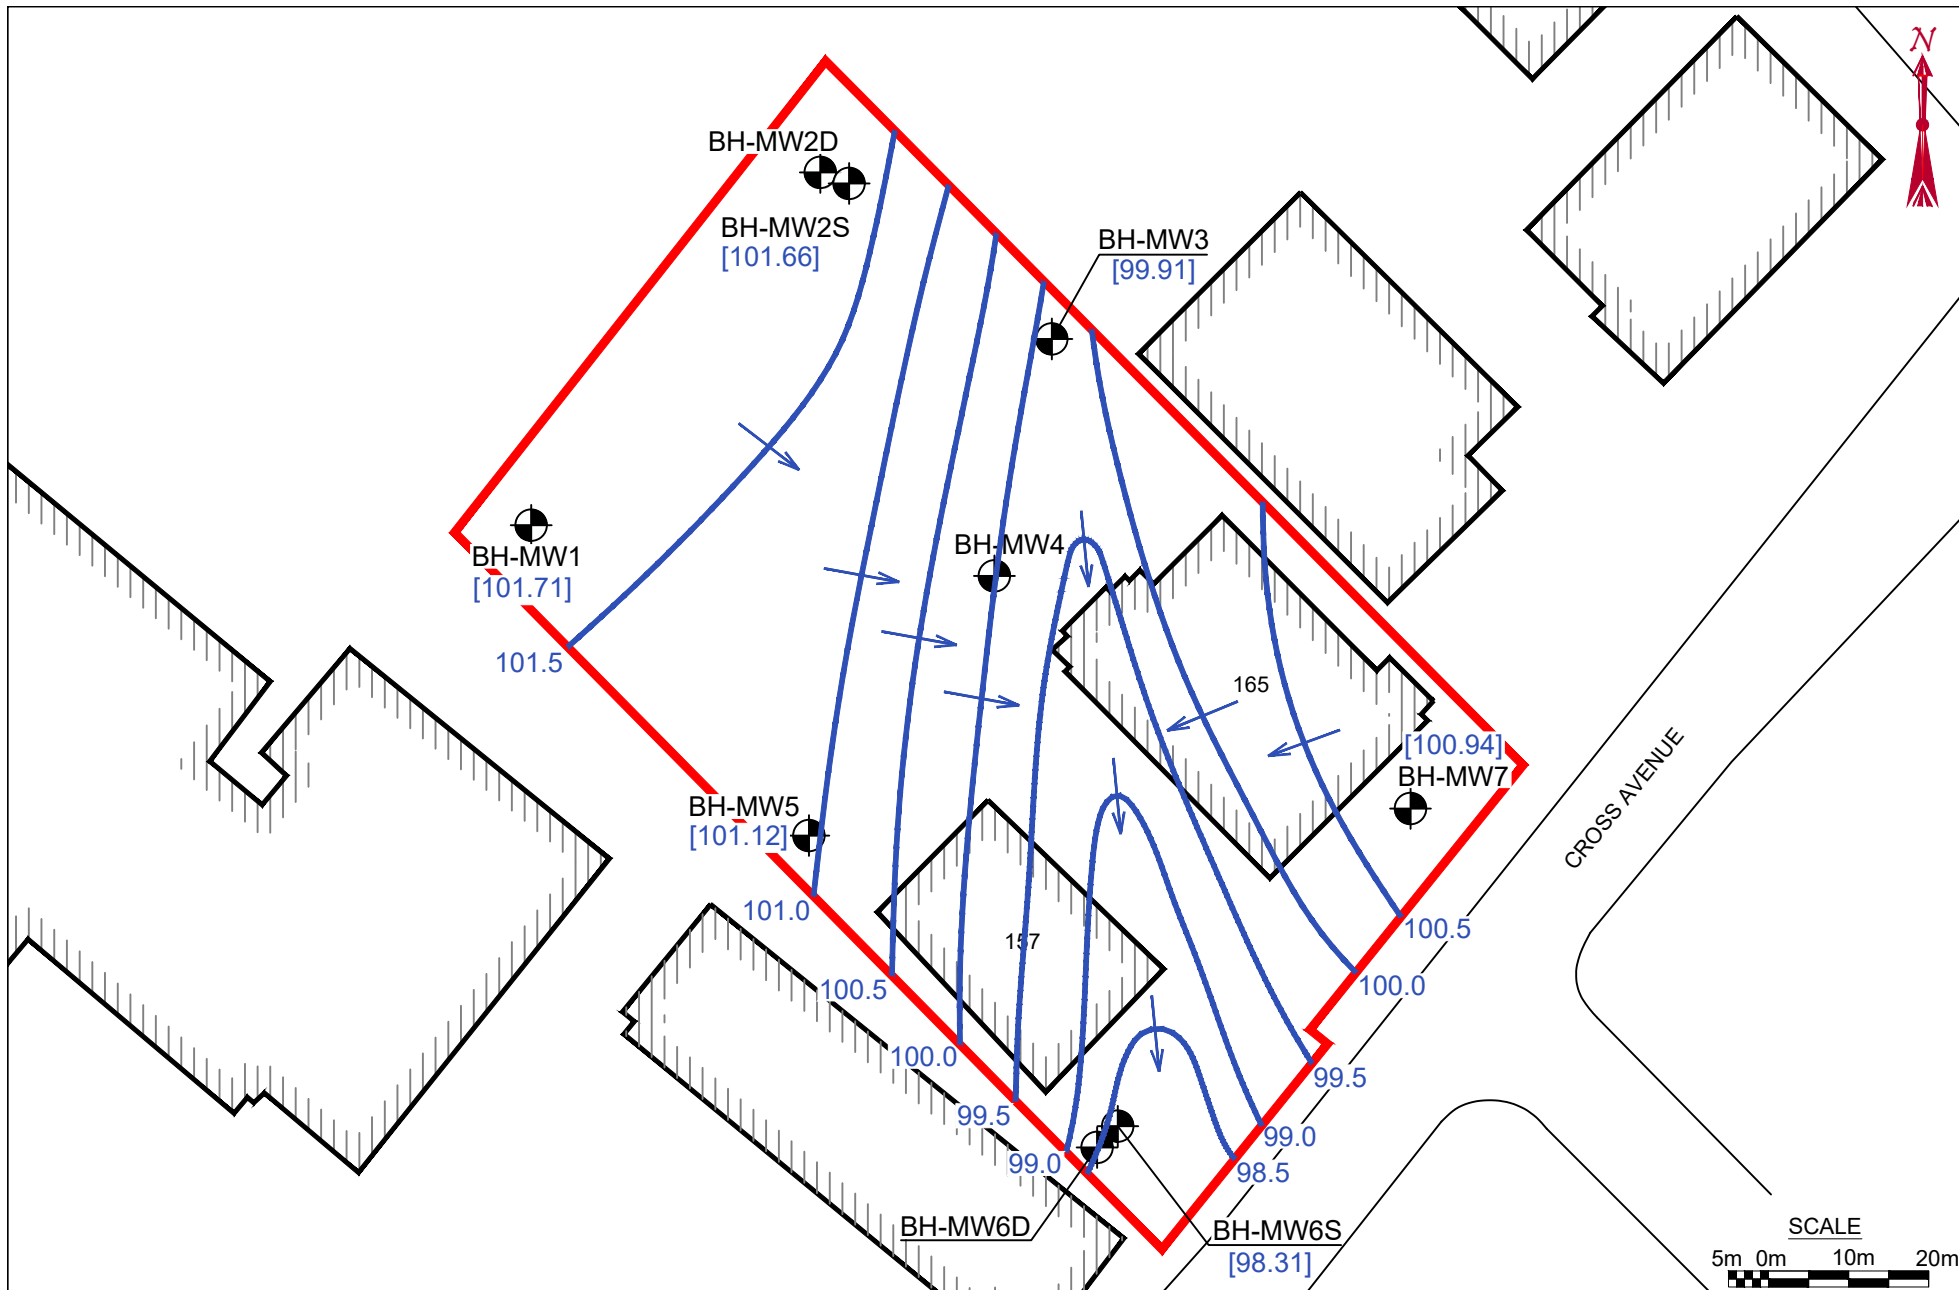 N
BH-MW2D
BH-MW2S
[101.66]
BH-MW3
[99.91]
BH-MW4
BH-MW1
[101.71]
101.5
165
[100.94]
BH-MW7
CROSS AVENUE
BH-MW5
[101.12]
101.0
157
100.5
100.5
100.0
100.0
99.5
99.5
99.0
99.0
98.5
BH-MW6D
BH-MW6S
[98.31]
SCALE
5m 0m 10m 20m